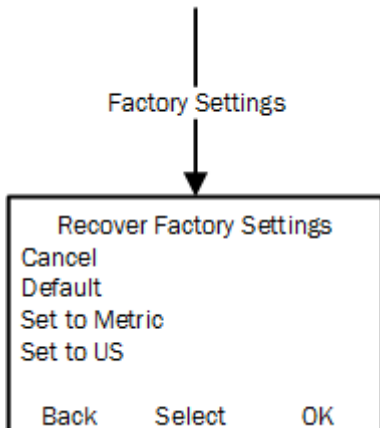 Factory Settings
Recover Factory Settings
Cancel
Default
Set to Metric
Set to US
Back Select OK